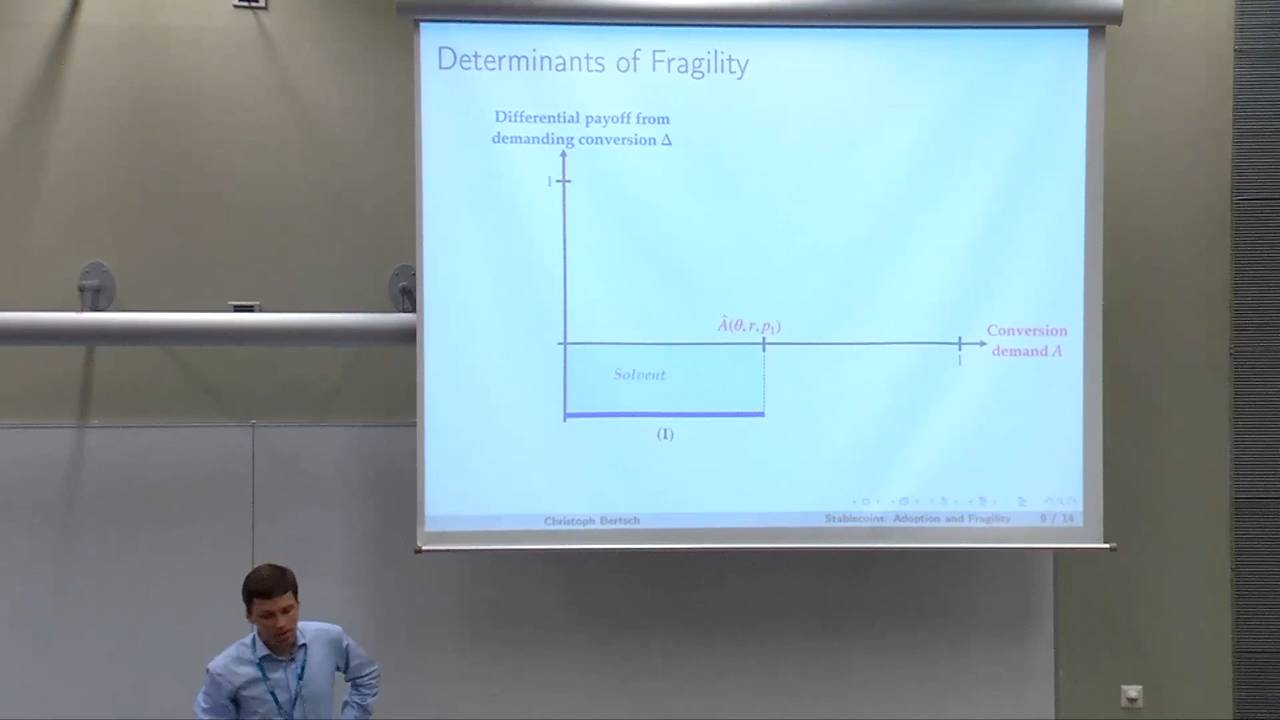 Determinants of Fragility
Differential payoff from
demanding conversion Δ
1
Â(θ, r, p₁)
Conversion
demand A
1
Solvent
(I)
Christoph Bertsch
Stablecoins: Adoption and Fragility
9 / 14